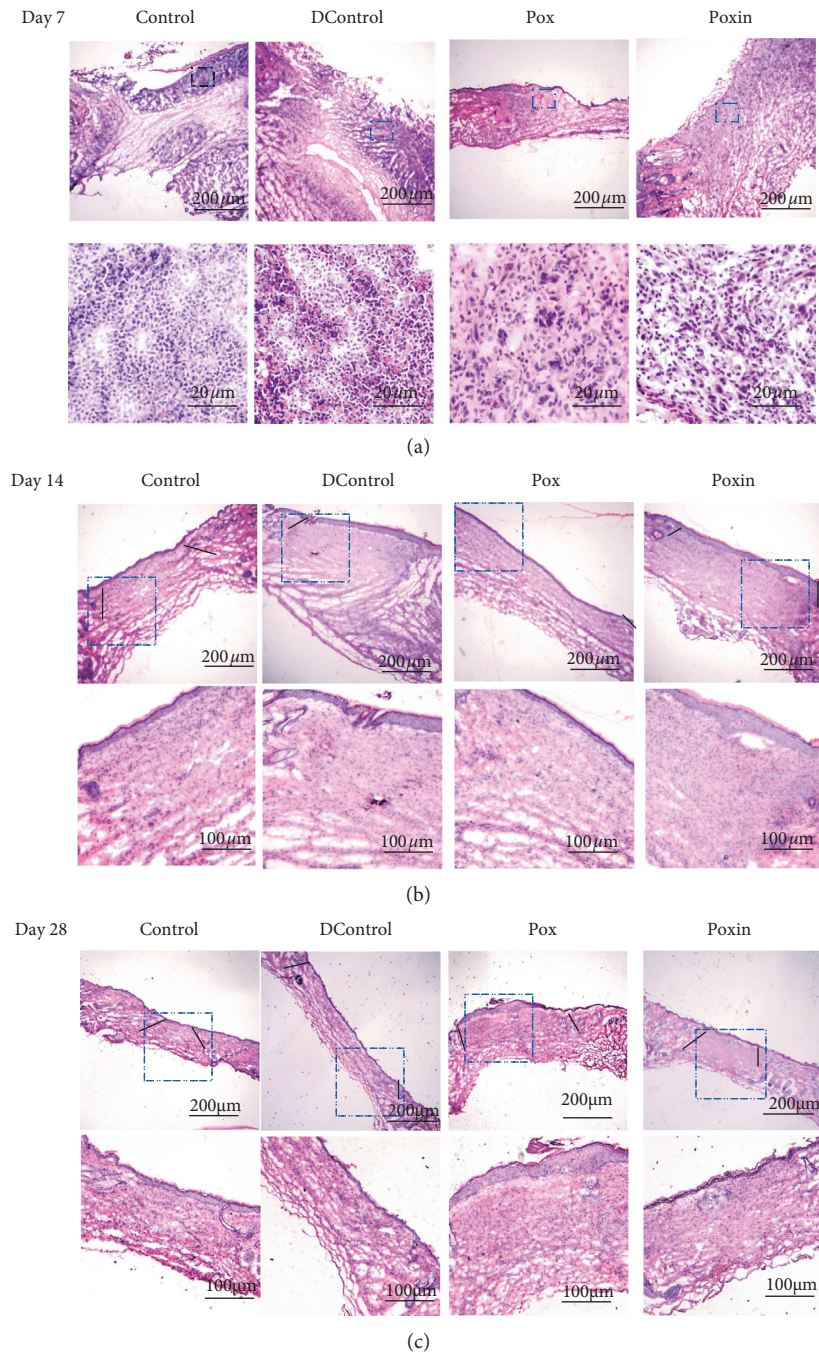 Day 7 Control DControl Pox Poxin
200 µm 200 µm 200 µm 200 µm
20 µm 20 µm 20 µm 20 µm
(a)
Day 14 Control DControl Pox Poxin
200 µm 200 µm 200 µm 200 µm
100 µm 100 µm 100 µm 100 µm
(b)
Day 28 Control DControl Pox Poxin
200µm 200µm 200µm 200µm
100µm 100µm 100µm 100µm
(c)